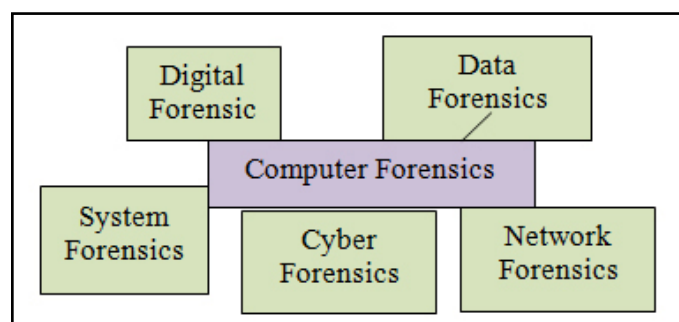 Digital
Forensic
Data
Forensics
Computer Forensics
System
Forensics
Cyber
Forensics
Network
Forensics